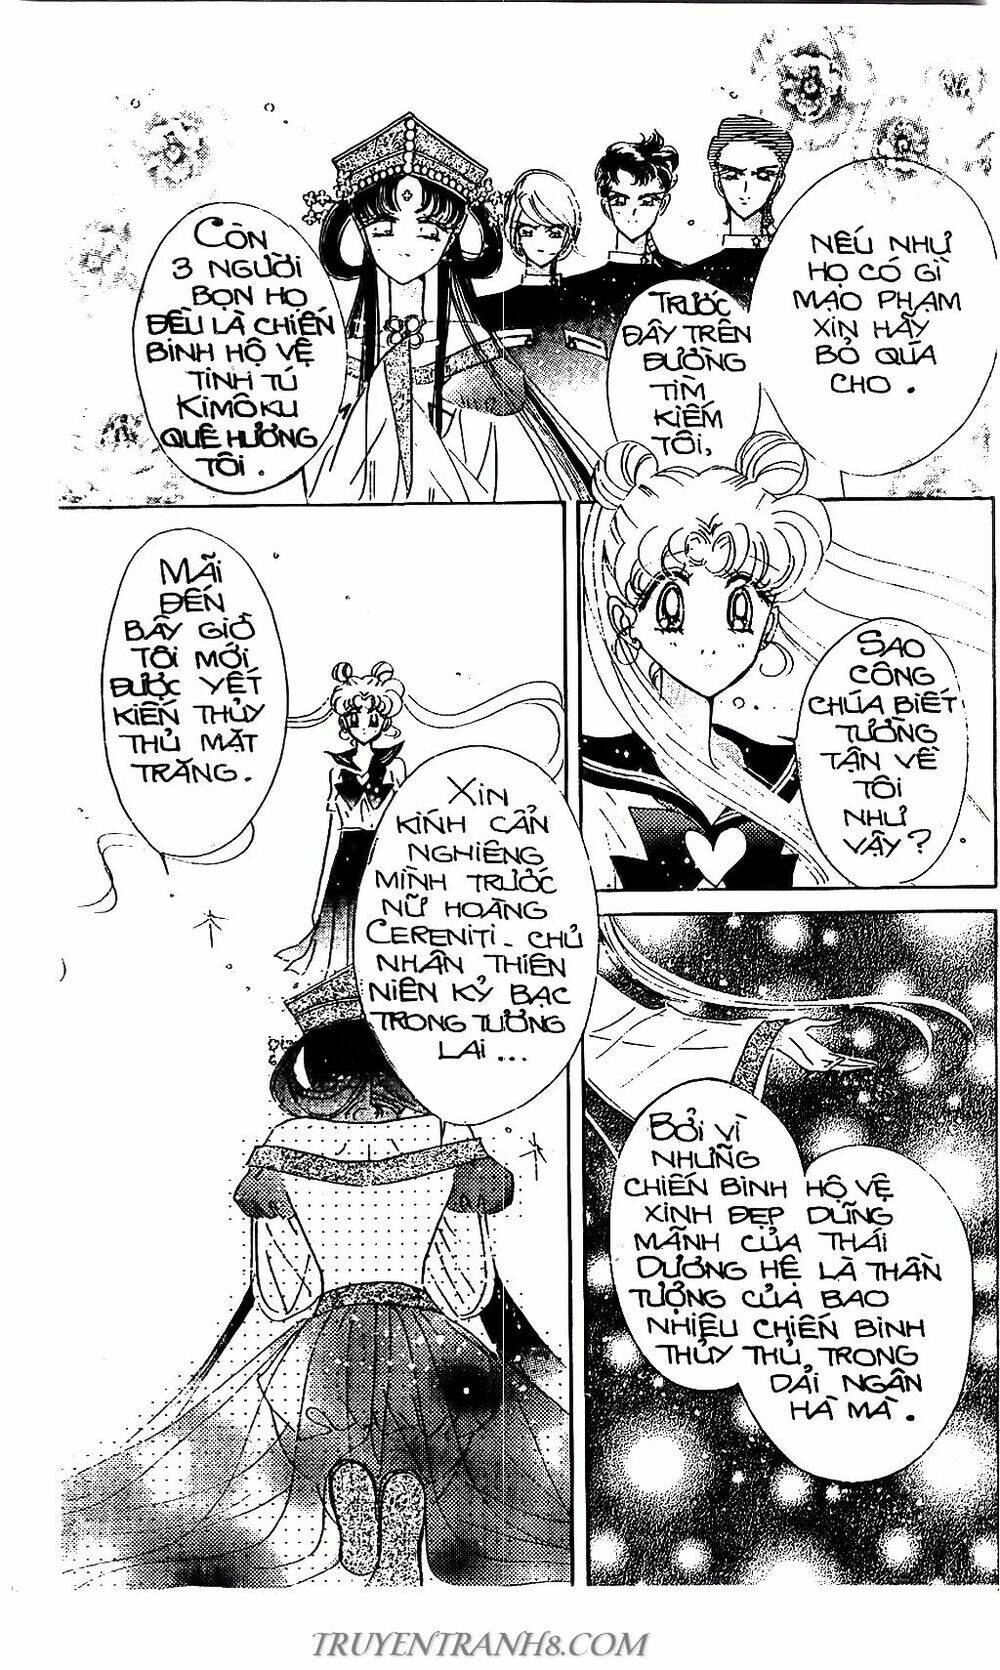 CÒN
3 NGƯỜI
BỌN HỌ
ĐỀU LÀ CHIẾN
BINH HỘ VỆ
TINH TÚ
KIMÔKU
QUÊ HƯƠNG
TÔI.
TRƯỚC
ĐÂY TRÊN
ĐƯỜNG
TÌM
KIẾM
TÔI,
NẾU NHƯ
HỌ CÓ GÌ
MẠO PHẠM
XIN HÃY
BỎ QÚA
CHO.
SAO
CÔNG
CHÚA BIẾT
TƯỜNG
TẬN VỀ
TÔI
NHƯ
VẬY?
BỞI VÌ
NHỮNG
CHIẾN BINH HỘ VỆ
XINH ĐẸP DŨNG
MÃNH CỦA THÁI
DƯƠNG HỆ LÀ THẦN
TƯỢNG CỦA BAO
NHIÊU CHIẾN BINH
THỦY THỦ, TRONG
DẢI NGÂN
HÀ MÀ.
MÃI
ĐẾN
BÂY GIỜ
TÔI MỚI
ĐƯỢC YẾT
KIẾN THỦY
THỦ MẶT
TRĂNG.
XIN
KÍNH CẨN
NGHIÊNG
MÌNH TRƯỚC
NỮ HOÀNG
CERENITI - CHỦ
NHÂN THIÊN
NIÊN KỶ BẠC
TRONG TƯƠNG
LAI ...
TRUYENTRANH8.COM